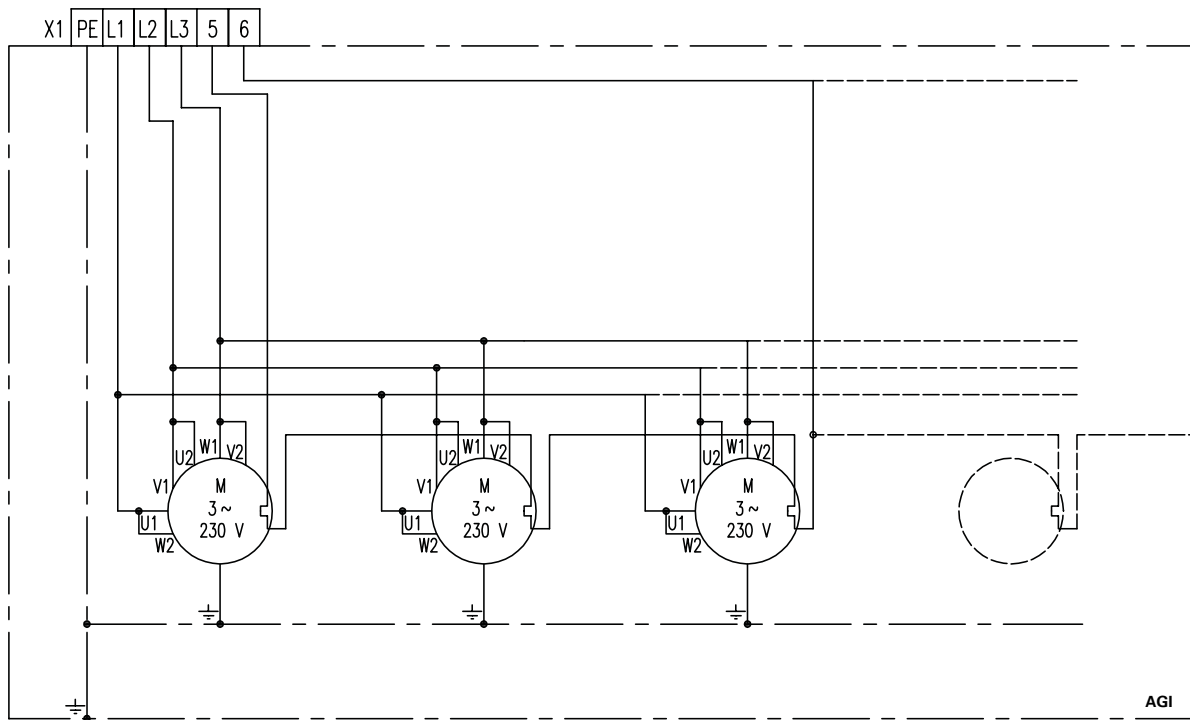 X1 PE L1 L2 L3 5 6
W1 W1 W1
U2 V2 U2 V2 U2 V2
V1 M V1 M V1 M
3 ~ 3 ~ 3 ~
U1 230 V U1 230 V U1 230 V
W2 W2 W2
AGI